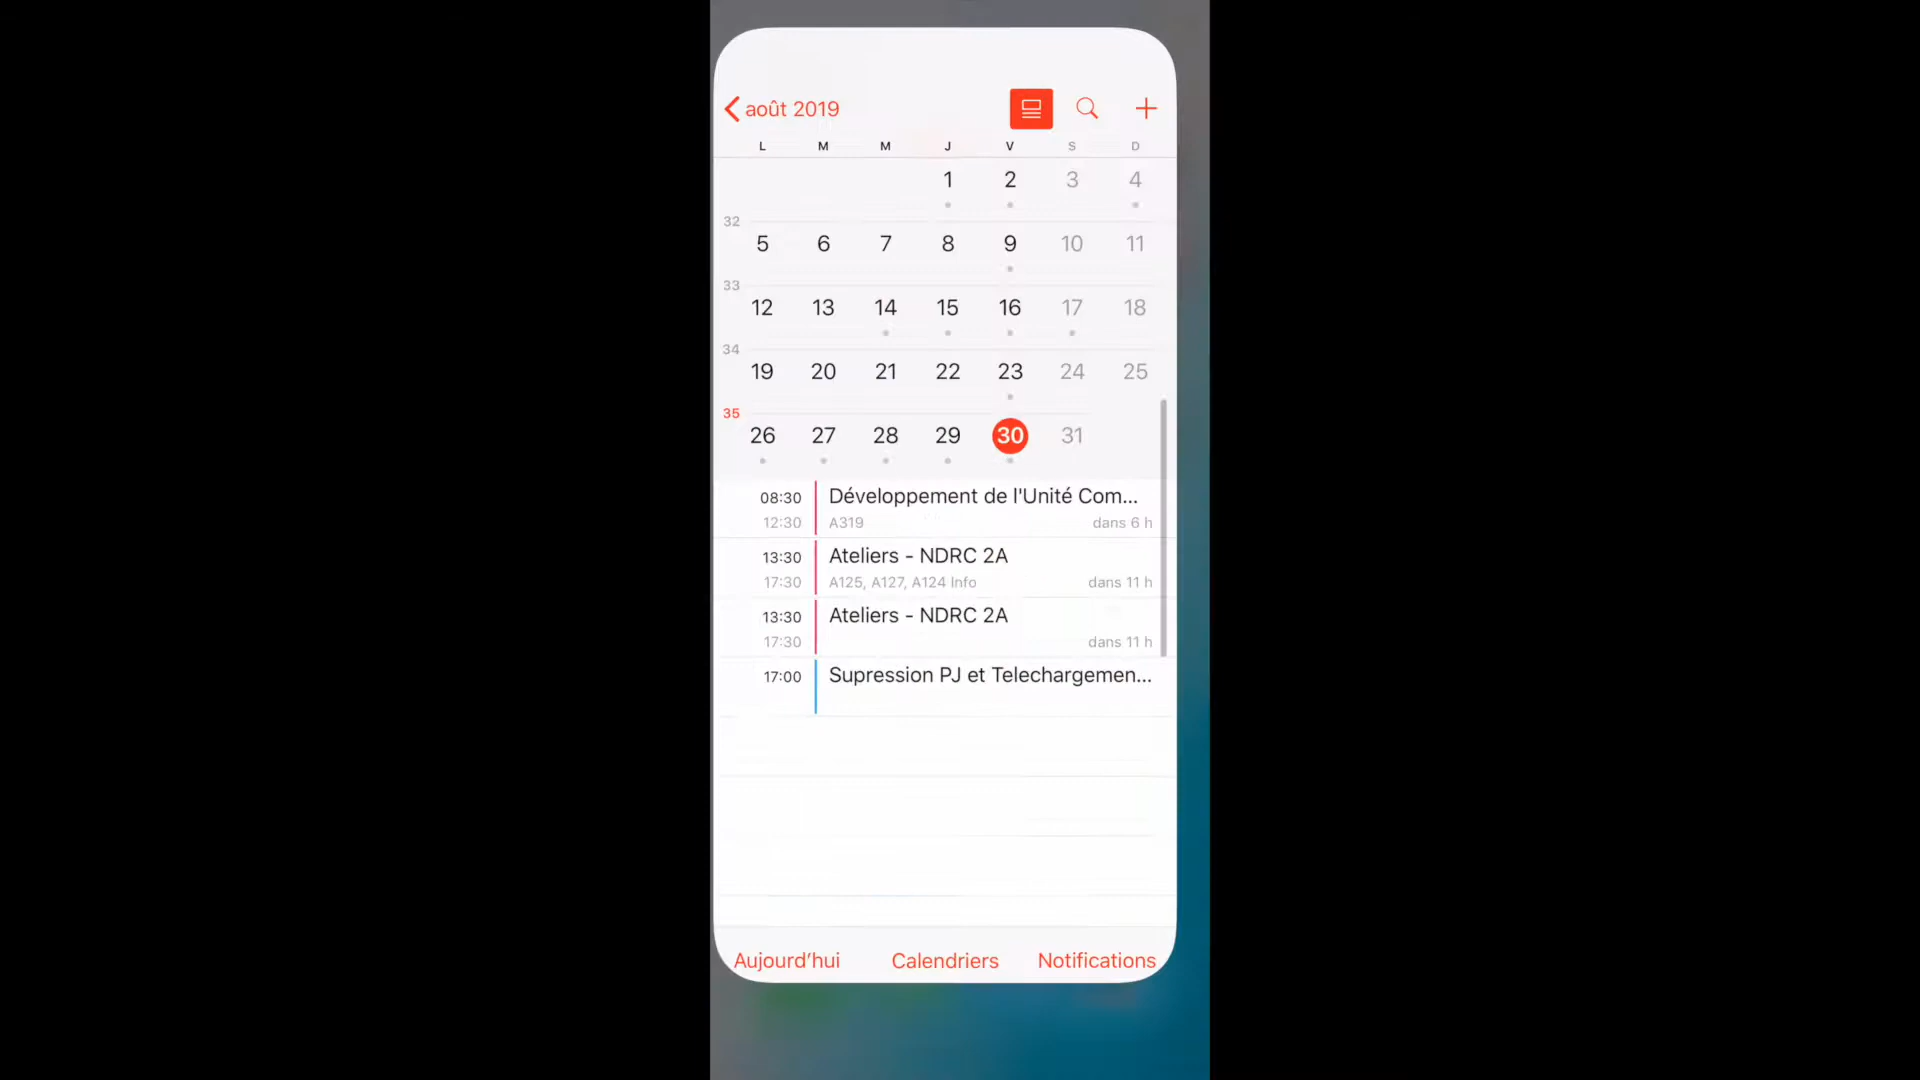 août 2019
L M M J V S D
1 2 3 4
32
5 6 7 8 9 10 11
33
12 13 14 15 16 17 18
34
19 20 21 22 23 24 25
35
26 27 28 29 30 31
08:30 Développement de l'Unité Com...
12:30 A319 dans 6 h
13:30 Ateliers - NDRC 2A
17:30 A125, A127, A124 Info dans 11 h
13:30 Ateliers - NDRC 2A
17:30 dans 11 h
17:00 Supression PJ et Telechargemen...
Aujourd'hui Calendriers Notifications